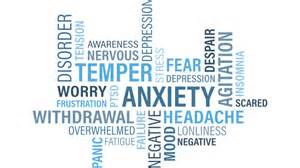 DISORDER
TENSION
AWARENESS
NERVOUS
DEPRESSION
STRESS
FEAR
DESPAIR
AGITATION
INSOMNIA
TEMPER
DEPRESSION
WORRY
FRUSTRATION
PTSD
ANXIETY
SCARED
WITHDRAWAL
HEADACHE
OVERWHELMED
FATIGUE
PANIC
FAILURE
NEGATIVE
MOOD
LONLINESS
NEGATIVE